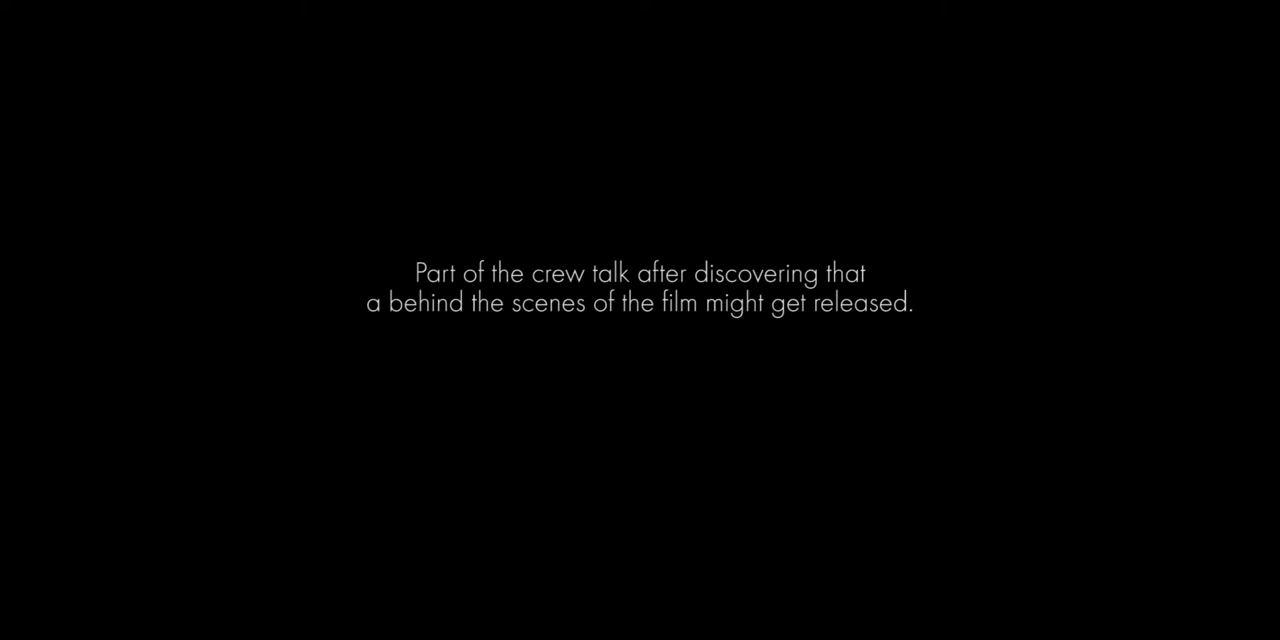 Part of the crew talk after discovering that
a behind the scenes of the film might get released.